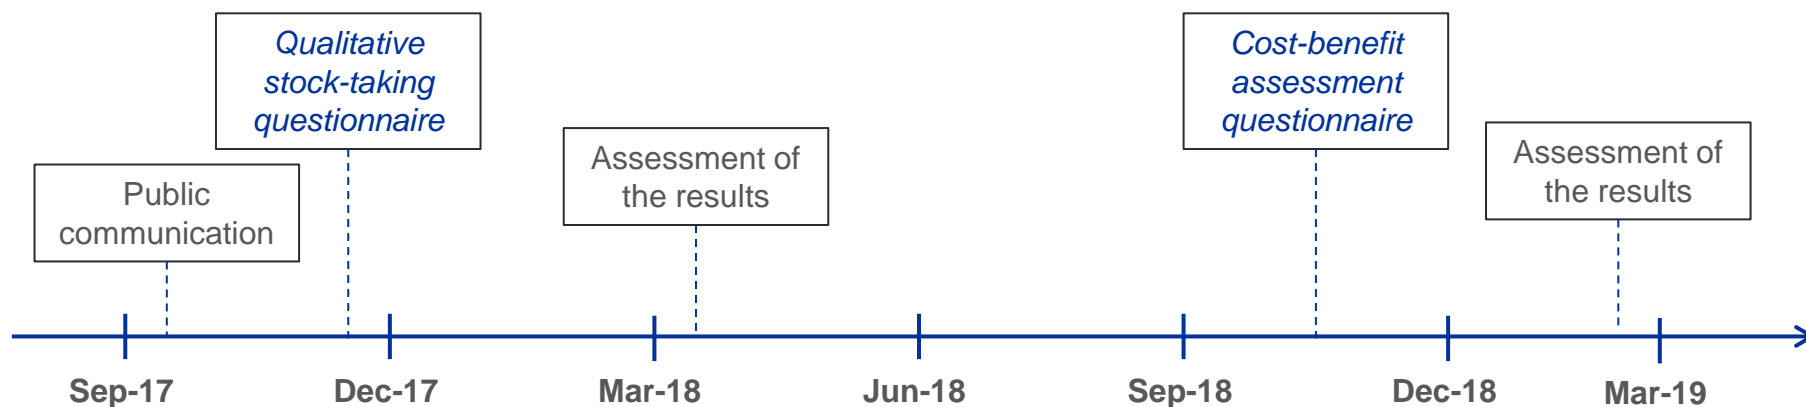 Qualitative
stock-taking
questionnaire
Cost-benefit
assessment
questionnaire
Public
communication
Assessment of
the results
Assessment of
the results
Sep-17
Dec-17
Mar-18
Jun-18
Sep-18
Dec-18
Mar-19